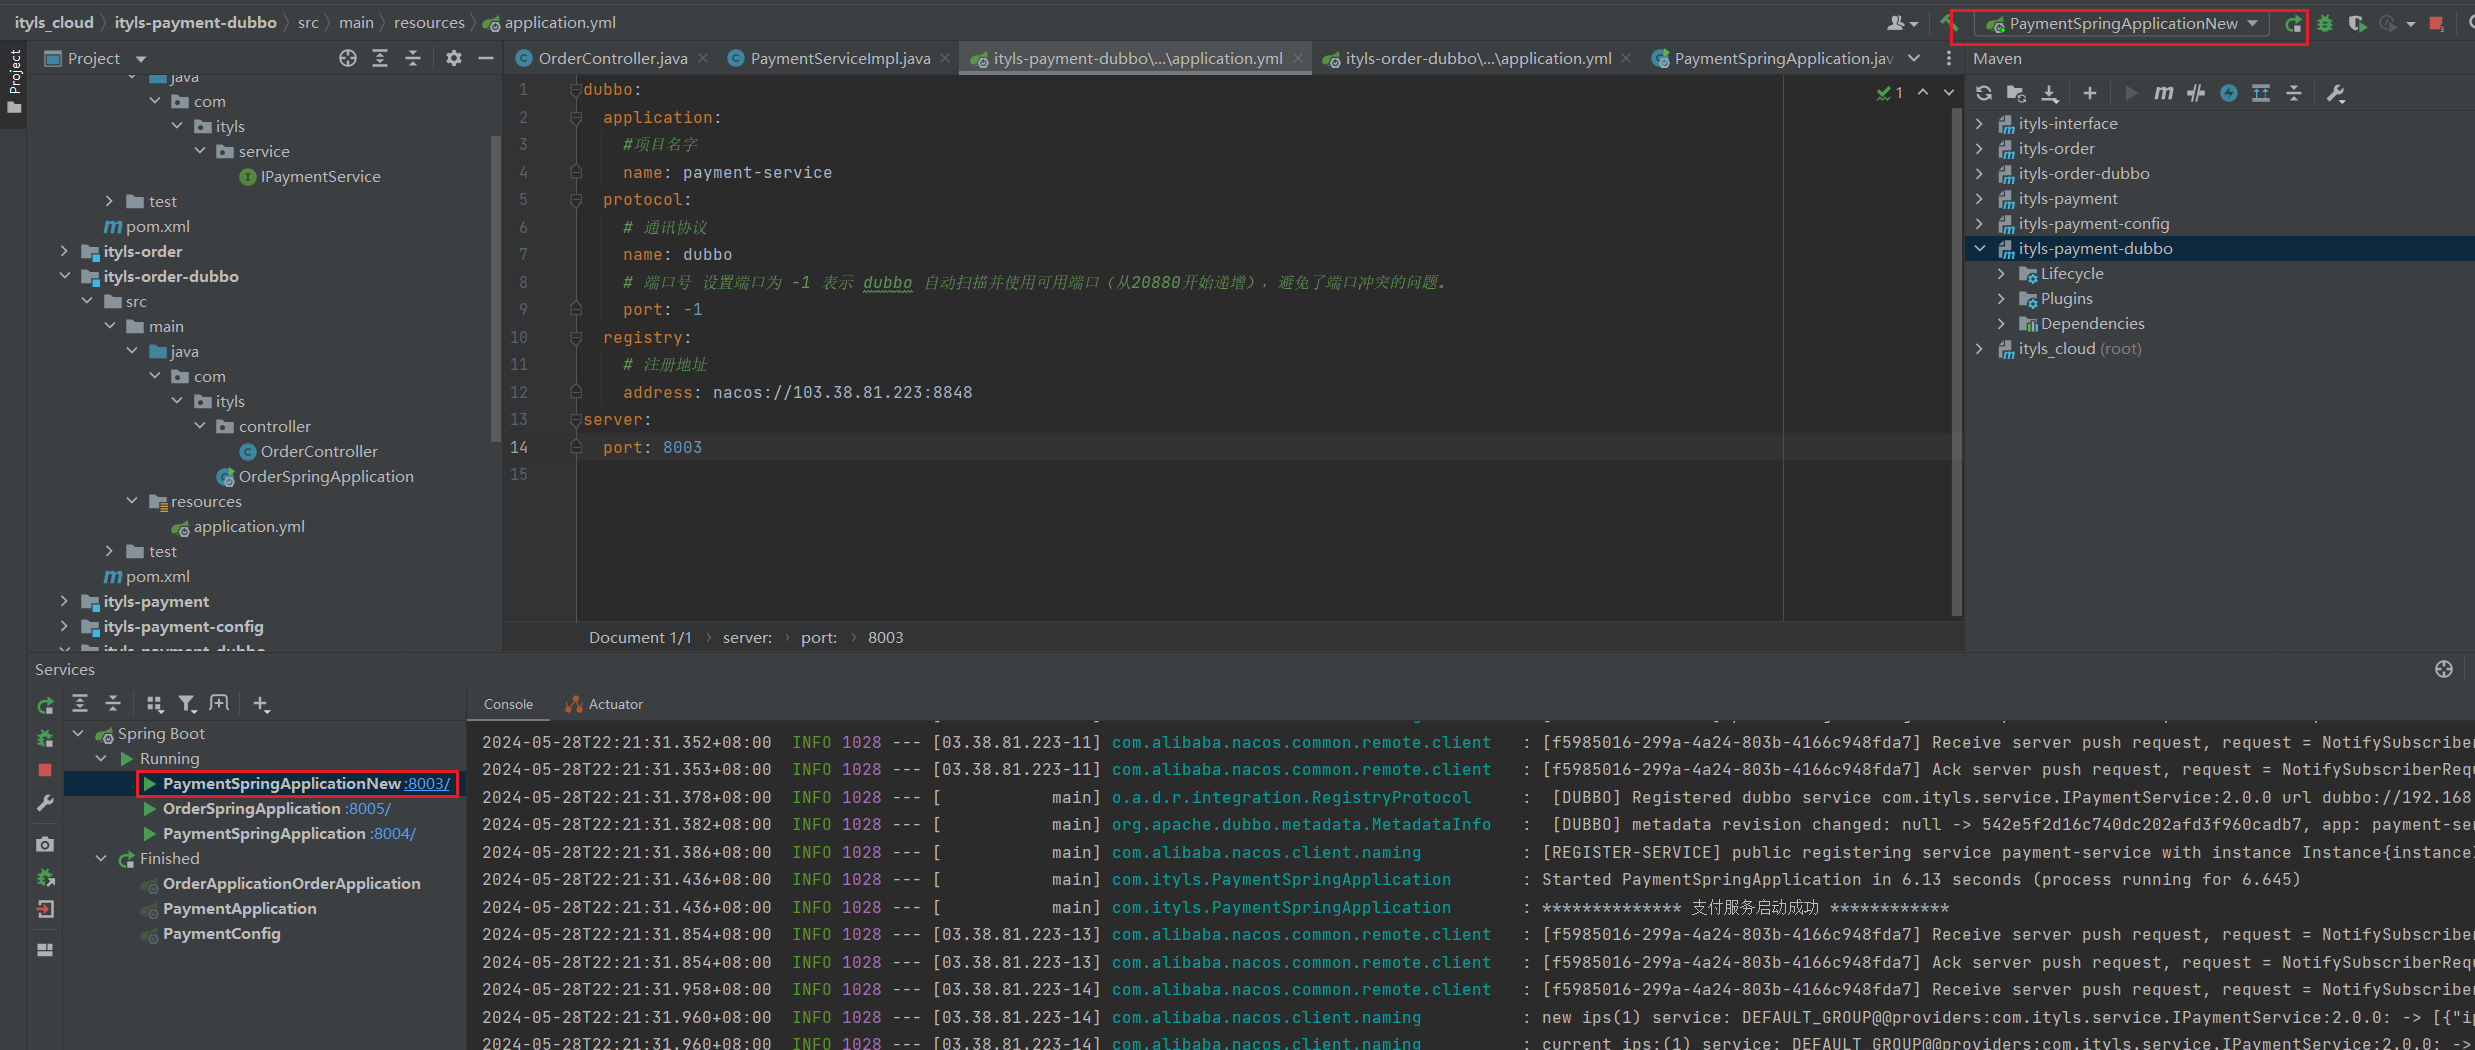 ityls_cloud 〉 ityls-payment-dubbo 〉 src 〉 main 〉 resources 〉 application.yml
PaymentSpringApplicationNew
Project
Project
OrderController.java
PaymentServiceImpl.java
ityls-payment-dubbo\...\application.yml
ityls-order-dubbo\...\application.yml
PaymentSpringApplication.jav
Maven
java
com
ityls
service
IPaymentService
test
pom.xml
ityls-order
ityls-order-dubbo
src
main
java
com
ityls
controller
OrderController
OrderSpringApplication
resources
application.yml
test
pom.xml
ityls-payment
ityls-payment-config
ityls-payment-dubbo
1 dubbo:
2 application:
3 #项目名字
4 name: payment-service
5 protocol:
6 # 通讯协议
7 name: dubbo
8 # 端口号 设置端口为 -1 表示 dubbo 自动扫描并使用可用端口（从20880开始递增），避免了端口冲突的问题。
9 port: -1
10 registry:
11 # 注册地址
12 address: nacos://103.38.81.223:8848
13 server:
14 port: 8003
15
1
Document 1/1 〉 server: 〉 port: 〉 8003
ityls-interface
ityls-order
ityls-order-dubbo
ityls-payment
ityls-payment-config
ityls-payment-dubbo
Lifecycle
Plugins
Dependencies
ityls_cloud (root)
Services
Spring Boot
Running
PaymentSpringApplicationNew :8003/
OrderSpringApplication :8005/
PaymentSpringApplication :8004/
Finished
OrderApplicationOrderApplication
PaymentApplication
PaymentConfig
Console
Actuator
2024-05-28T22:21:31.352+08:00 INFO 1028 --- [03.38.81.223-11] com.alibaba.nacos.common.remote.client : [f5985016-299a-4a24-803b-4166c948fda7] Receive server push request, request = NotifySubscriber
2024-05-28T22:21:31.353+08:00 INFO 1028 --- [03.38.81.223-11] com.alibaba.nacos.common.remote.client : [f5985016-299a-4a24-803b-4166c948fda7] Ack server push request, request = NotifySubscriberRequ
2024-05-28T22:21:31.378+08:00 INFO 1028 --- [ main] o.a.d.r.integration.RegistryProtocol : [DUBBO] Registered dubbo service com.ityls.service.IPaymentService:2.0.0 url dubbo://192.168
2024-05-28T22:21:31.382+08:00 INFO 1028 --- [ main] org.apache.dubbo.metadata.MetadataInfo : [DUBBO] metadata revision changed: null -> 542e5f2d16c740dc202afd3f960cadb7, app: payment-se
2024-05-28T22:21:31.386+08:00 INFO 1028 --- [ main] com.alibaba.nacos.client.naming : [REGISTER-SERVICE] public registering service payment-service with instance Instance{instance
2024-05-28T22:21:31.436+08:00 INFO 1028 --- [ main] com.ityls.PaymentSpringApplication : Started PaymentSpringApplication in 6.13 seconds (process running for 6.645)
2024-05-28T22:21:31.436+08:00 INFO 1028 --- [ main] com.ityls.PaymentSpringApplication : ************** 支付服务启动成功 ************
2024-05-28T22:21:31.854+08:00 INFO 1028 --- [03.38.81.223-13] com.alibaba.nacos.common.remote.client : [f5985016-299a-4a24-803b-4166c948fda7] Receive server push request, request = NotifySubscriber
2024-05-28T22:21:31.854+08:00 INFO 1028 --- [03.38.81.223-13] com.alibaba.nacos.common.remote.client : [f5985016-299a-4a24-803b-4166c948fda7] Ack server push request, request = NotifySubscriberRequ
2024-05-28T22:21:31.958+08:00 INFO 1028 --- [03.38.81.223-14] com.alibaba.nacos.common.remote.client : [f5985016-299a-4a24-803b-4166c948fda7] Receive server push request, request = NotifySubscriber
2024-05-28T22:21:31.960+08:00 INFO 1028 --- [03.38.81.223-14] com.alibaba.nacos.client.naming : new ips(1) service: DEFAULT_GROUP@@providers:com.ityls.service.IPaymentService:2.0.0: -> [{"ip
2024-05-28T22:21:31.960+08:00 INFO 1028 --- [03.38.81.223-14] com.alibaba.nacos.client.naming : current ips:(1) service: DEFAULT_GROUP@@providers:com.ityls.service.IPaymentService:2.0.0: ->